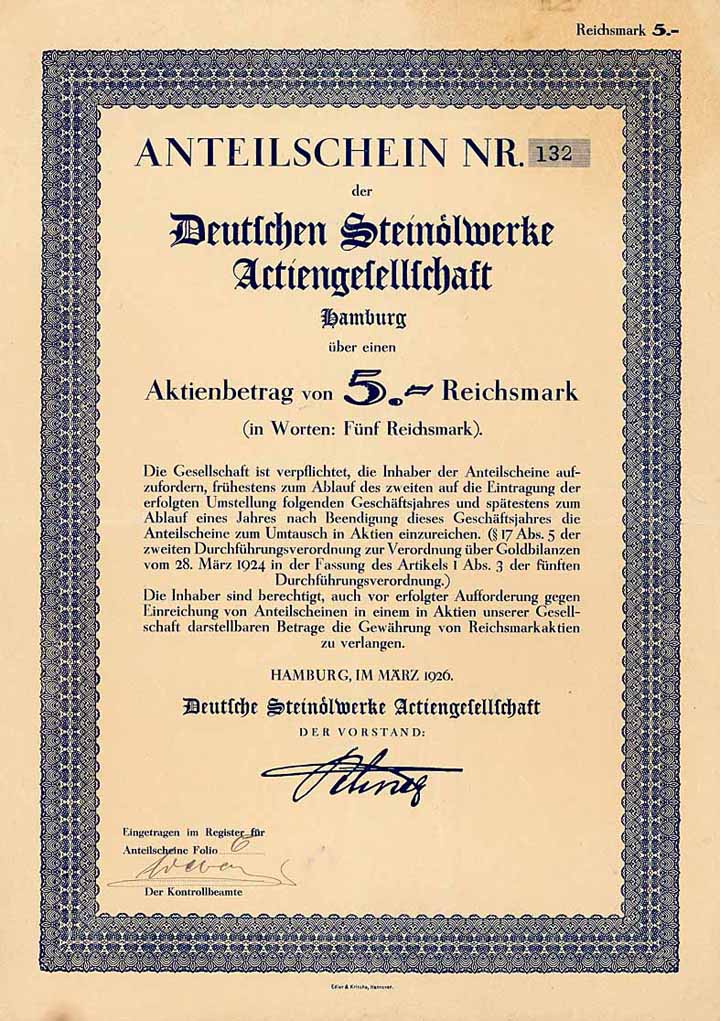 Reichsmark 5.–
ANTEILSCHEIN NR. 132
der
Deutschen Steinölwerke
Actiengesellschaft
Hamburg
über einen
Aktienbetrag von 5.– Reichsmark
(in Worten: Fünf Reichsmark).
Die Gesellschaft ist verpflichtet, die Inhaber der Anteilscheine auf-
zufordern, frühestens zum Ablauf des zweiten auf die Eintragung der
erfolgten Umstellung folgenden Geschäftsjahres und spätestens zum
Ablauf eines Jahres nach Beendigung dieses Geschäftsjahres die
Anteilscheine zum Umtausch in Aktien einzureichen. (§ 17 Abs. 5 der
zweiten Durchführungsverordnung zur Verordnung über Goldbilanzen
vom 28. März 1924 in der Fassung des Artikels I Abs. 3 der fünften
Durchführungsverordnung.)
Die Inhaber sind berechtigt, auch vor erfolgter Aufforderung gegen
Einreichung von Anteilscheinen in einem in Aktien unserer Gesell-
schaft darstellbaren Betrage die Gewährung von Reichsmarkaktien
zu verlangen.
HAMBURG, IM MÄRZ 1926.
Deutsche Steinölwerke Actiengesellschaft
DER VORSTAND:
Eingetragen im Register für
Anteilscheine Folio 6
Der Kontrollbeamte
Edler & Krische, Hannover.